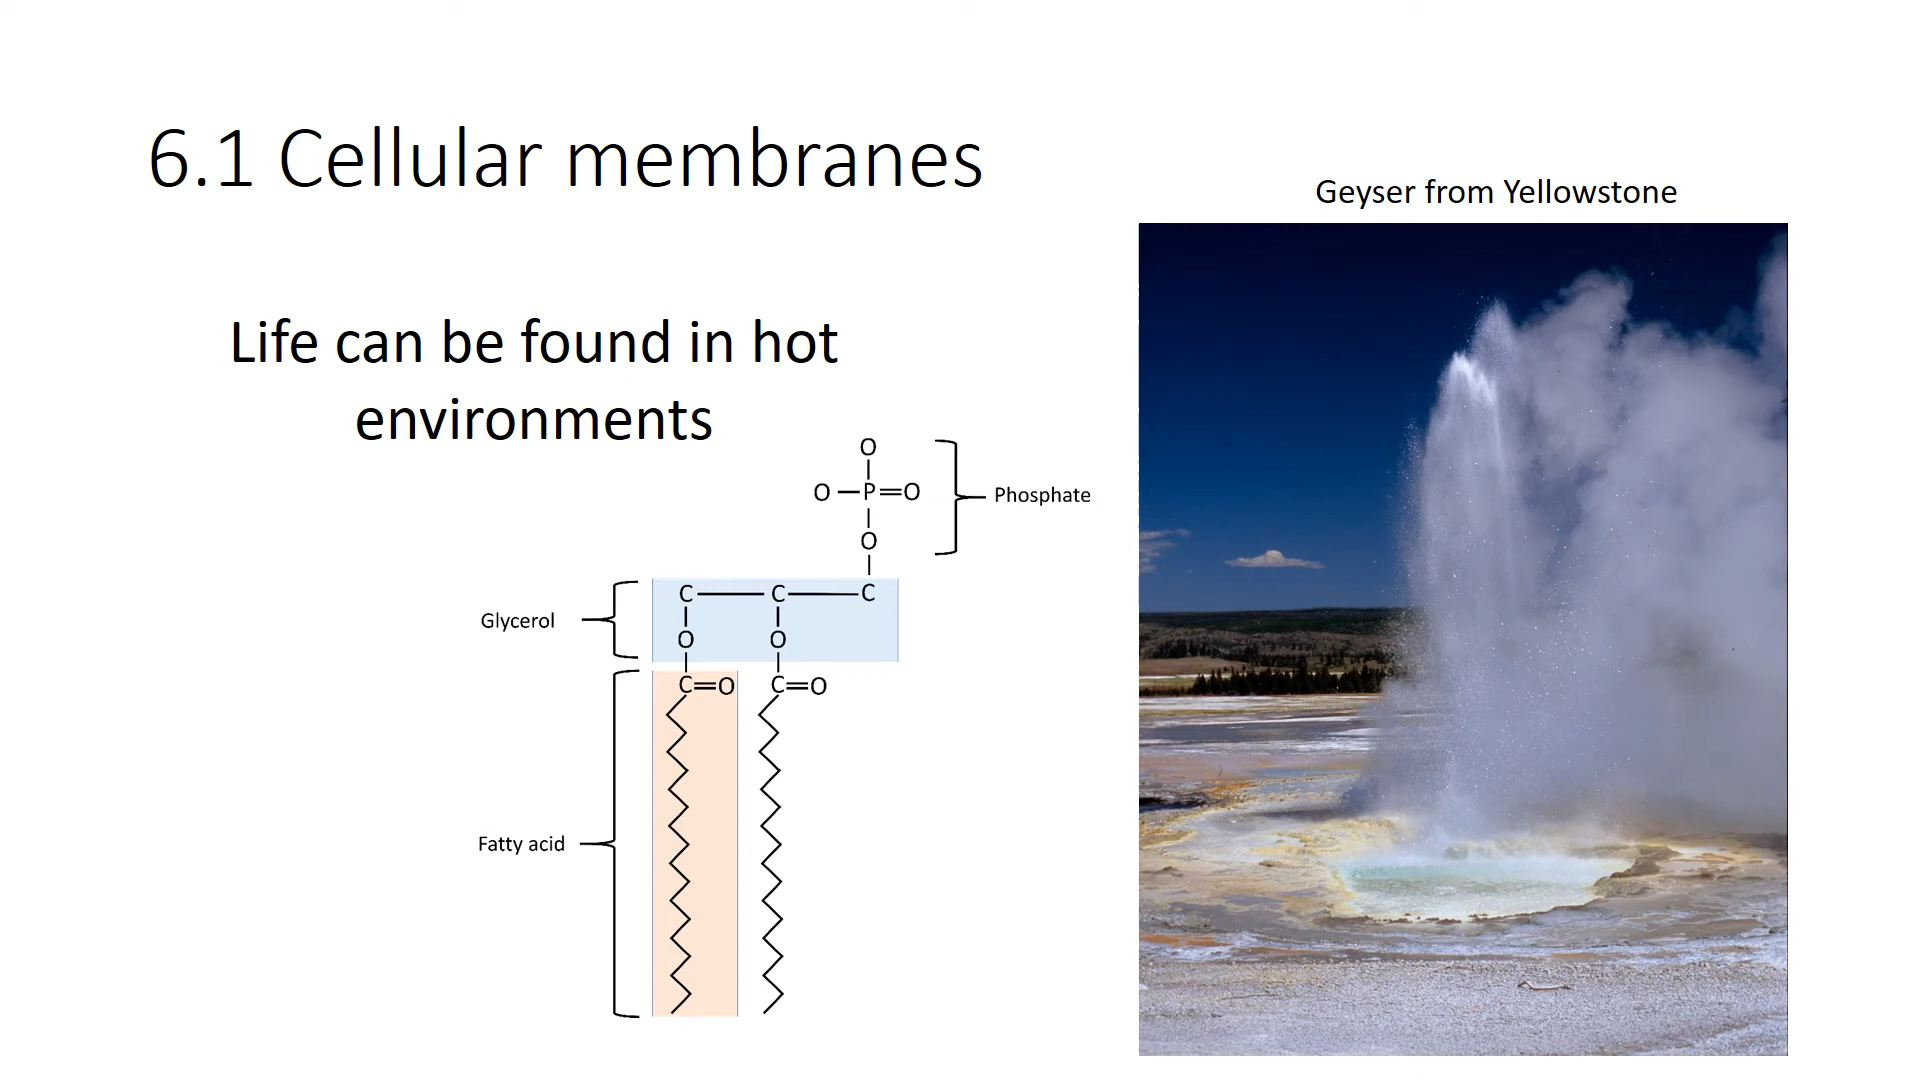 6.1 Cellular membranes
Geyser from Yellowstone
Life can be found in hot
environments
O
O P O Phosphate
O
C C C
Glycerol
O O
C O C O
Fatty acid